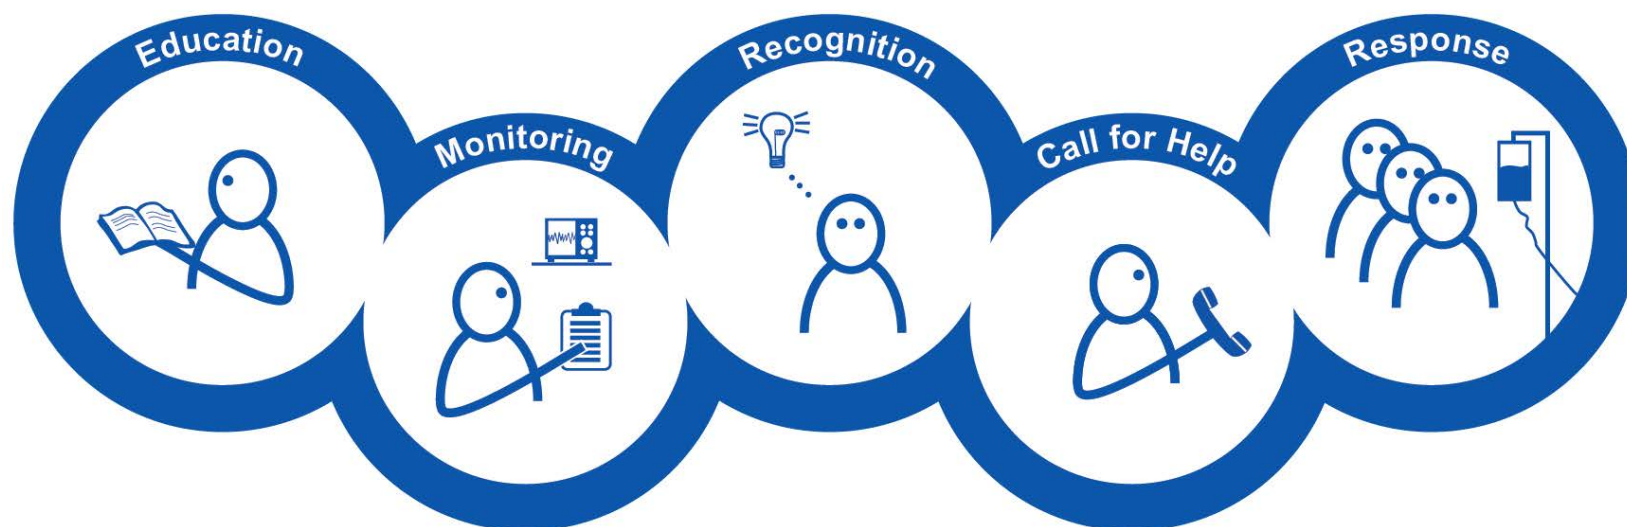 Education
Monitoring
Recognition
Call for Help
Response